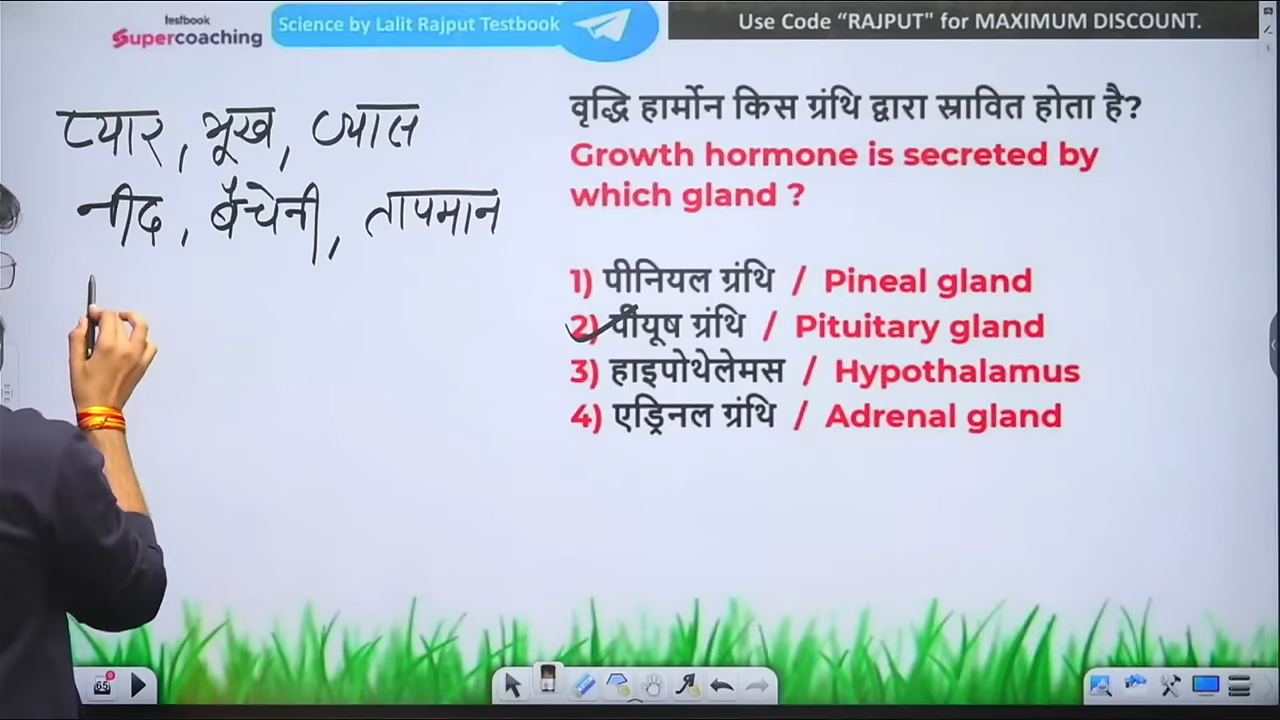 testbook
Supercoaching
Science by Lalit Rajput Testbook
Use Code “RAJPUT" for MAXIMUM DISCOUNT.
प्यार, भूख, प्यास
नींद, बैचेनी, तापमान
वृद्धि हार्मोन किस ग्रंथि द्वारा स्रावित होता है?
Growth hormone is secreted by
which gland ?
1) पीनियल ग्रंथि / Pineal gland
2) पीयूष ग्रंथि / Pituitary gland
3) हाइपोथेलेमस / Hypothalamus
4) एड्रिनल ग्रंथि / Adrenal gland
65